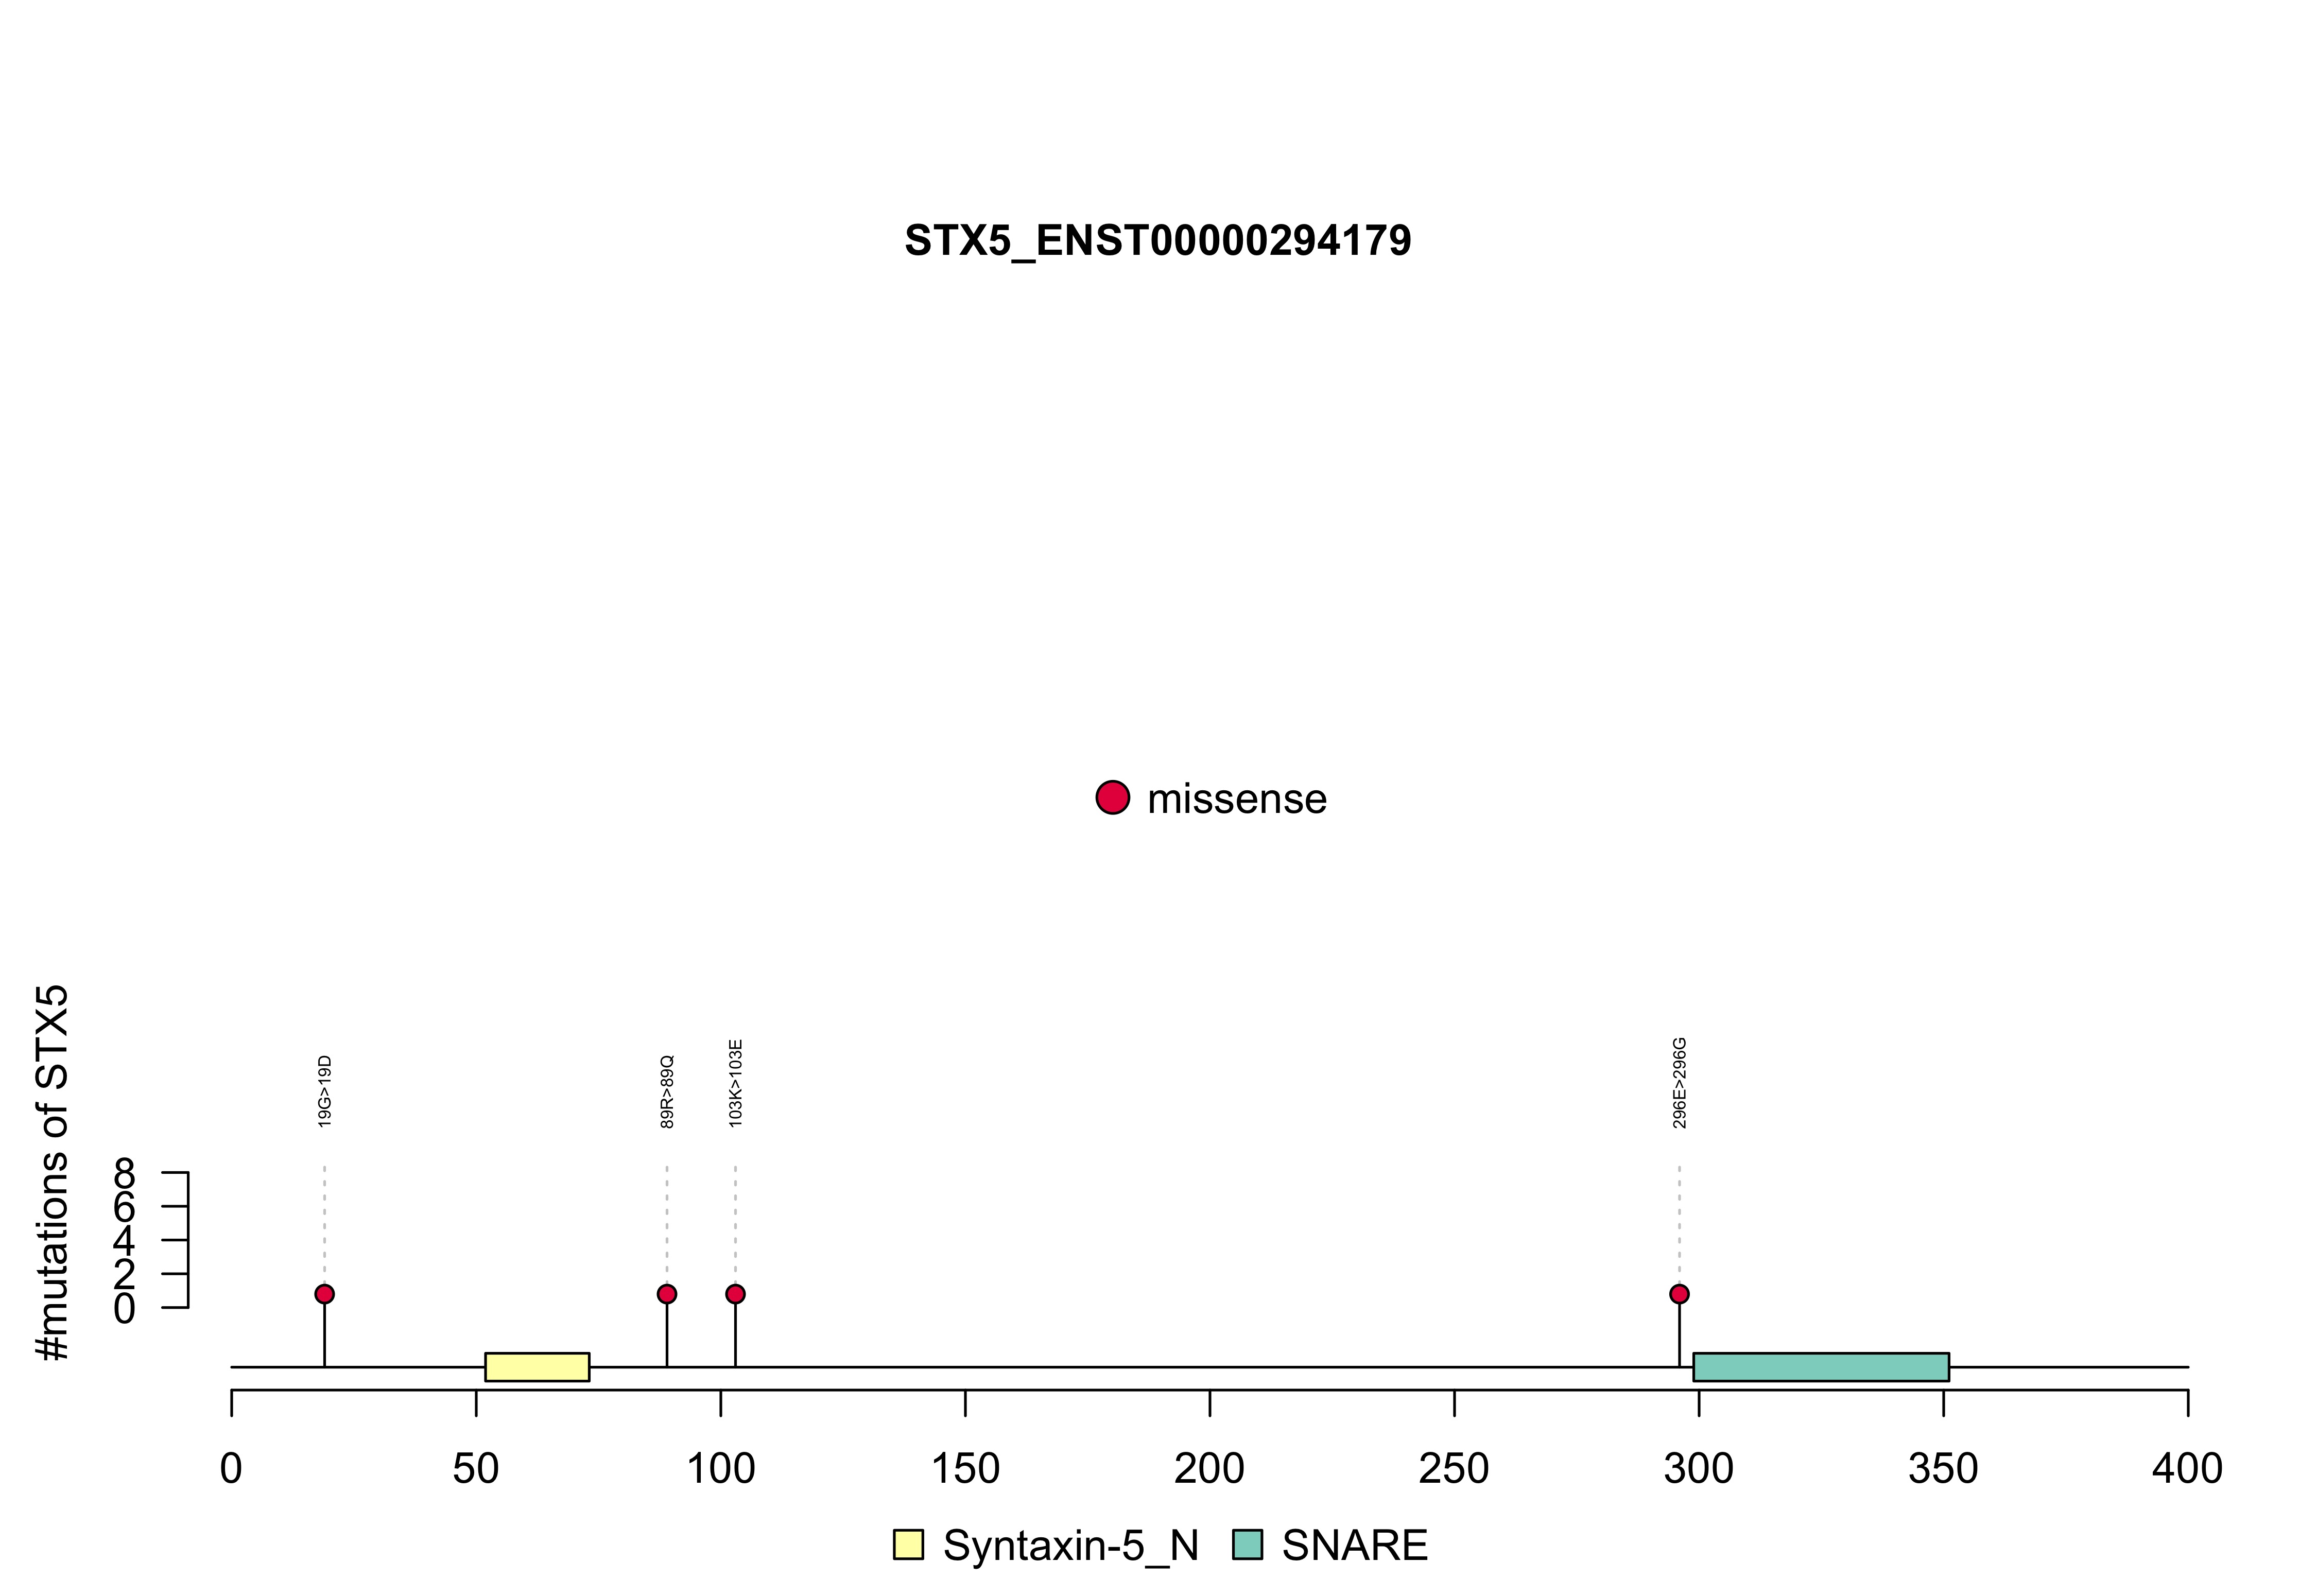 STX5_ENST00000294179
missense
#mutations of STX5
19G>19D
89R>89Q
103K>103E
296E>296G
8
6
4
2
0
0 50 100 150 200 250 300 350 400
Syntaxin-5_N SNARE